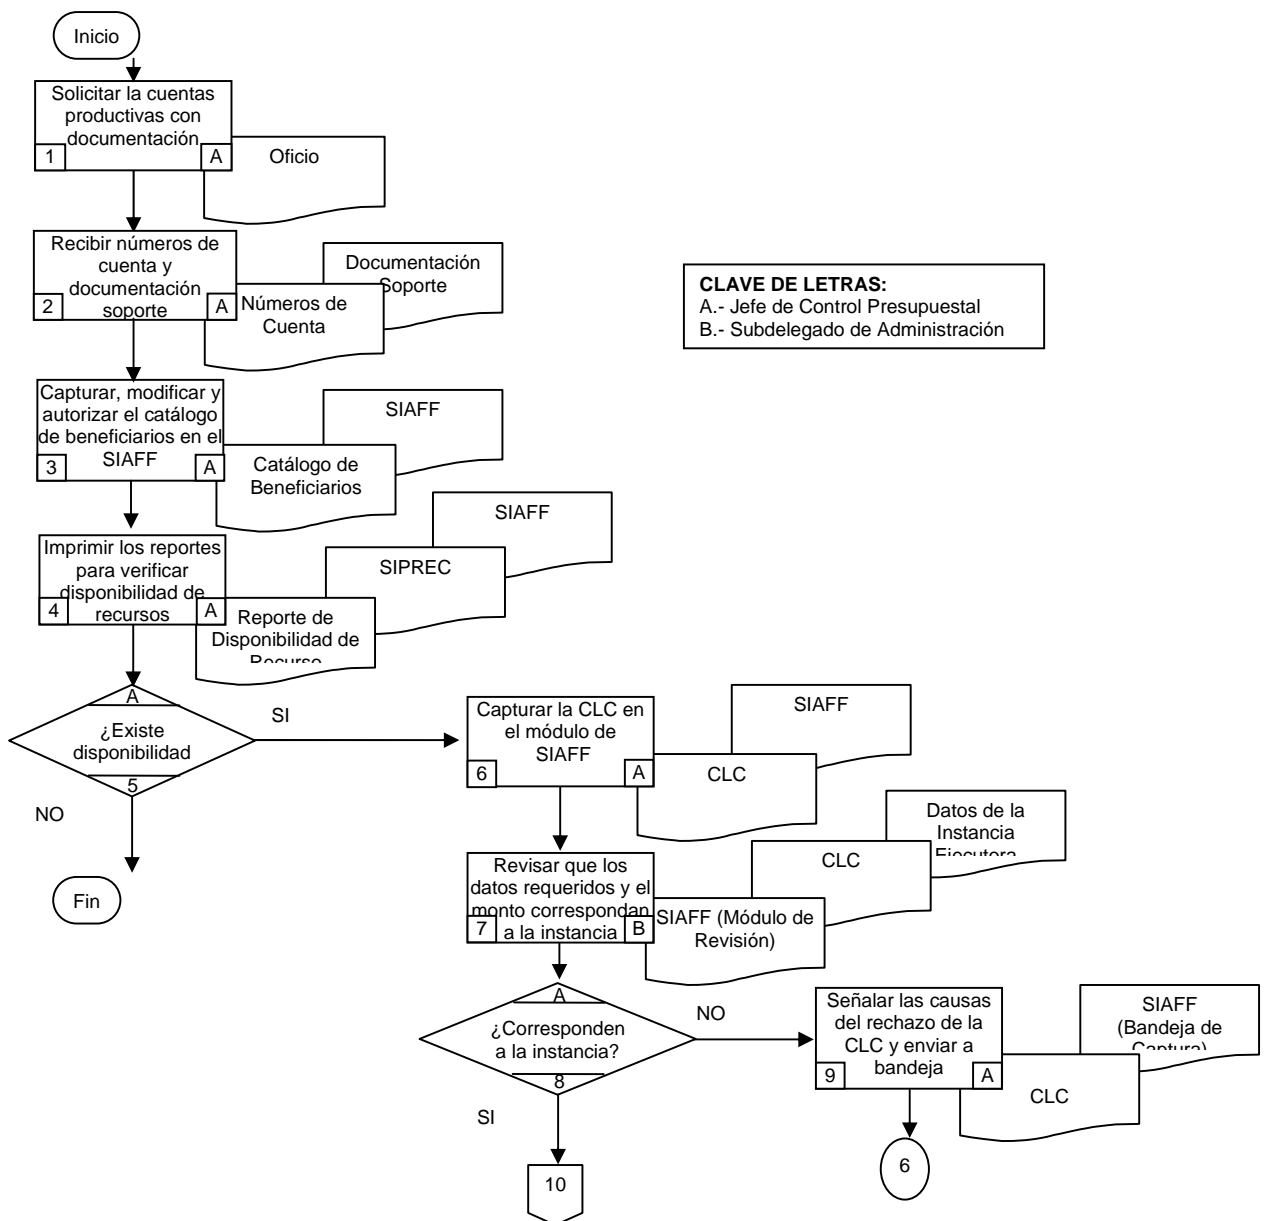 Inicio
Solicitar la cuentas
productivas con
documentación
1
A
Oficio
Recibir números de
cuenta y
documentación
soporte
2
A
Números de
Cuenta
Documentación
Soporte
CLAVE DE LETRAS:
A.- Jefe de Control Presupuestal
B.- Subdelegado de Administración
Capturar, modificar y
autorizar el catálogo
de beneficiarios en el
SIAFF
3
A
Catálogo de
Beneficiarios
SIAFF
Imprimir los reportes
para verificar
disponibilidad de
recursos
4
A
Reporte de
Disponibilidad de
Recurso
SIPREC
SIAFF
A
¿Existe
disponibilidad
5
SI
NO
Fin
Capturar la CLC en
el módulo de
SIAFF
6
A
CLC
SIAFF
Revisar que los
datos requeridos y el
monto correspondan
a la instancia
7
B
SIAFF (Módulo de
Revisión)
CLC
Datos de la
Instancia
Ejecutora
A
¿Corresponden
a la instancia?
8
NO
SI
Señalar las causas
del rechazo de la
CLC y enviar a
bandeja
9
A
CLC
SIAFF
(Bandeja de
Captura)
6
10